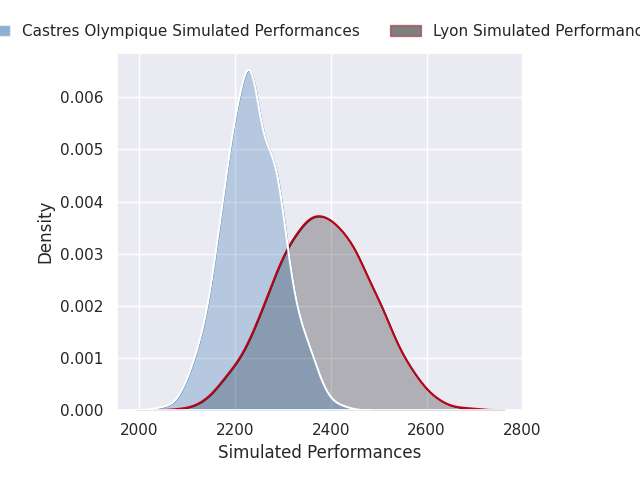 Castres Olympique Simulated Performances
Lyon Simulated
0.006
0.005
0.004
0.003
0.002
0.001
0.000
Density
2000 2200 2400 2600 2800
Simulated Performances